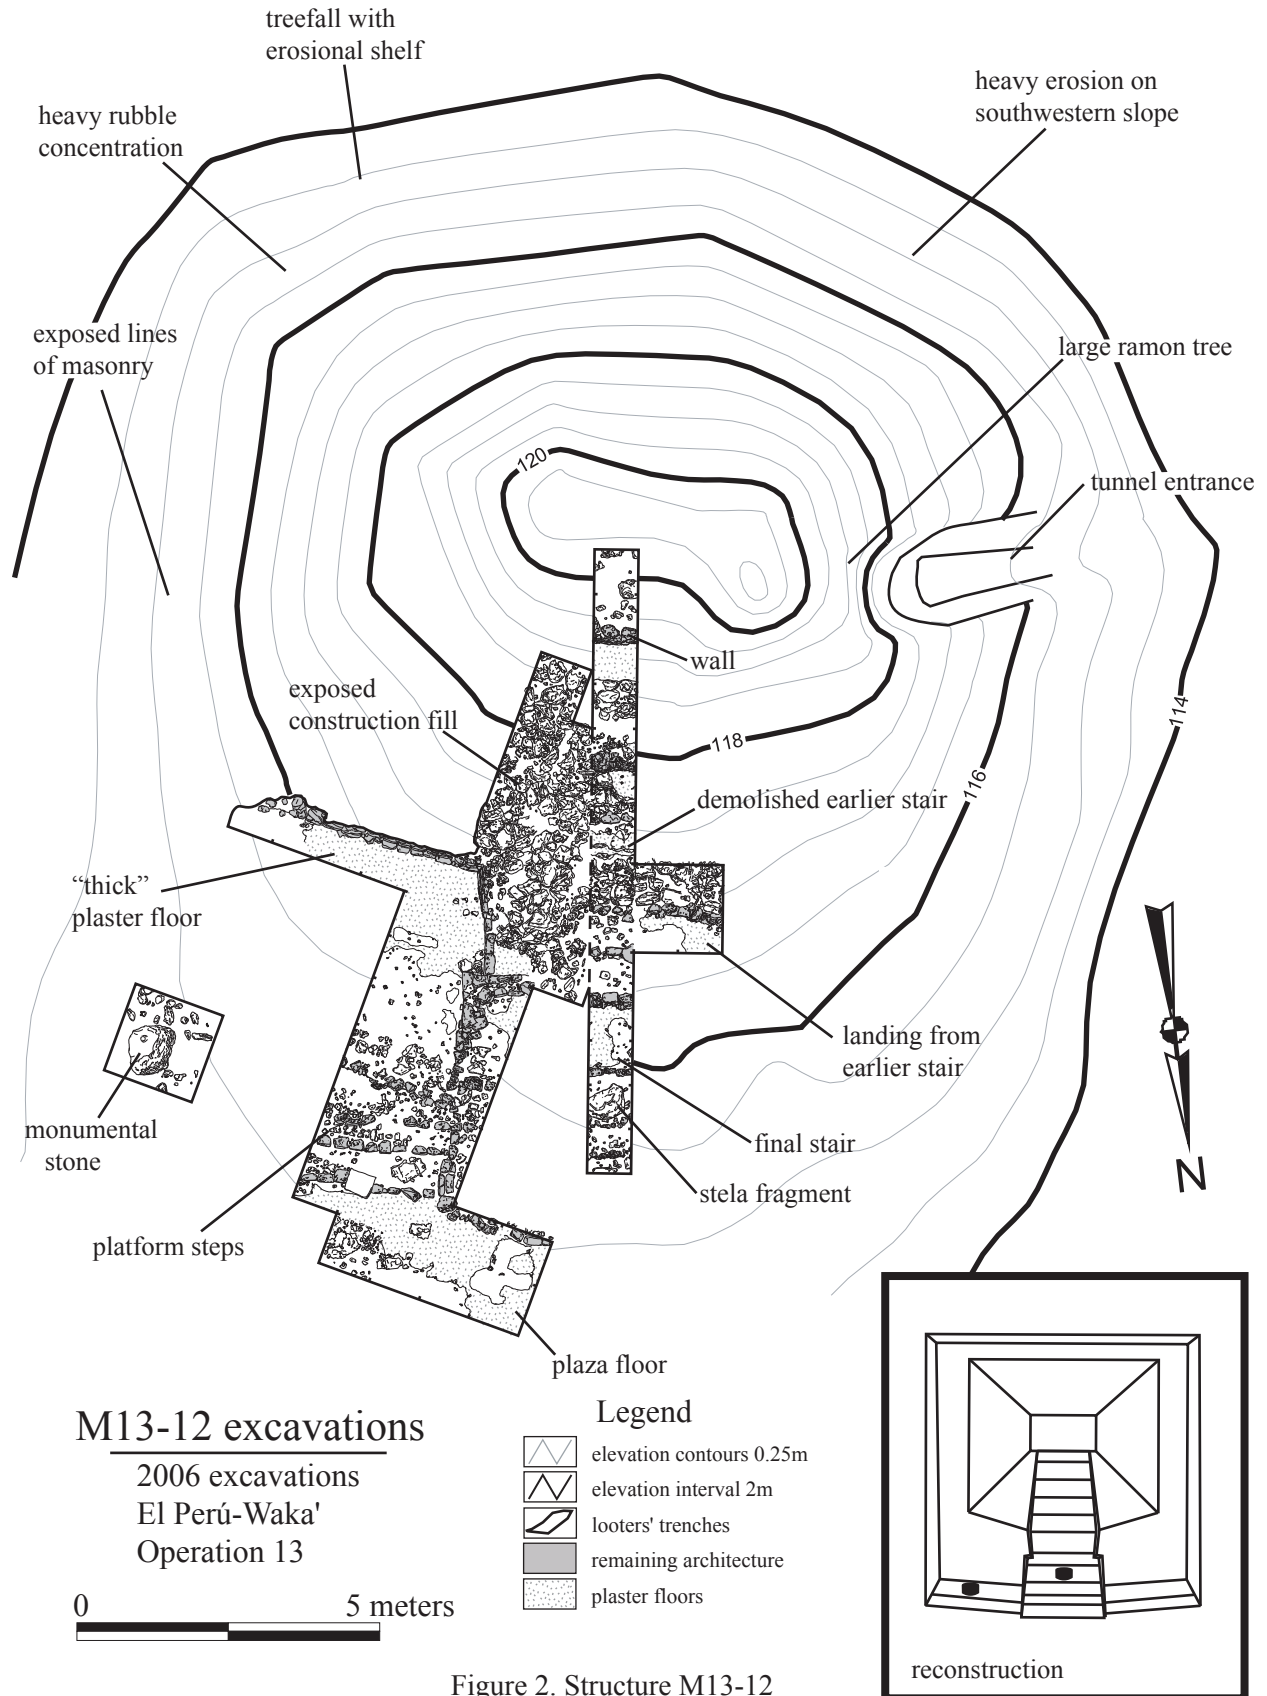 treefall with
erosional shelf
heavy rubble
concentration
heavy erosion on
southwestern slope
exposed lines
of masonry
large ramon tree
120
tunnel entrance
wall
exposed
construction fill
118
116
114
demolished earlier stair
“thick”
plaster floor
landing from
earlier stair
monumental
stone
final stair
stela fragment
N
platform steps
plaza floor
M13-12 excavations
2006 excavations
El Perú-Waka'
Operation 13
0 5 meters
Legend
elevation contours 0.25m
elevation interval 2m
looters' trenches
remaining architecture
plaster floors
reconstruction
Figure 2. Structure M13-12